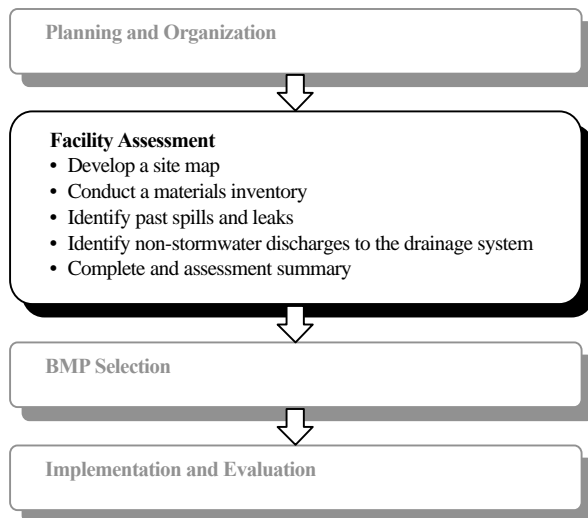 Planning and Organization
Facility Assessment
• Develop a site map
• Conduct a materials inventory
• Identify past spills and leaks
• Identify non-stormwater discharges to the drainage system
• Complete and assessment summary
BMP Selection
Implementation and Evaluation